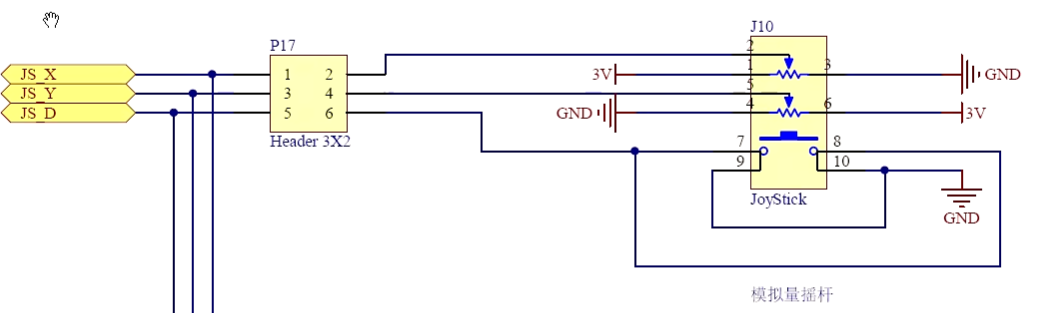 J10
P17
JS_X
1 2
2
1
3
3V
GND
JS_Y
3 4
5
4
6
GND
3V
JS_D
5 6
Header 3X2
7
8
9
10
JoyStick
GND
模拟量摇杆